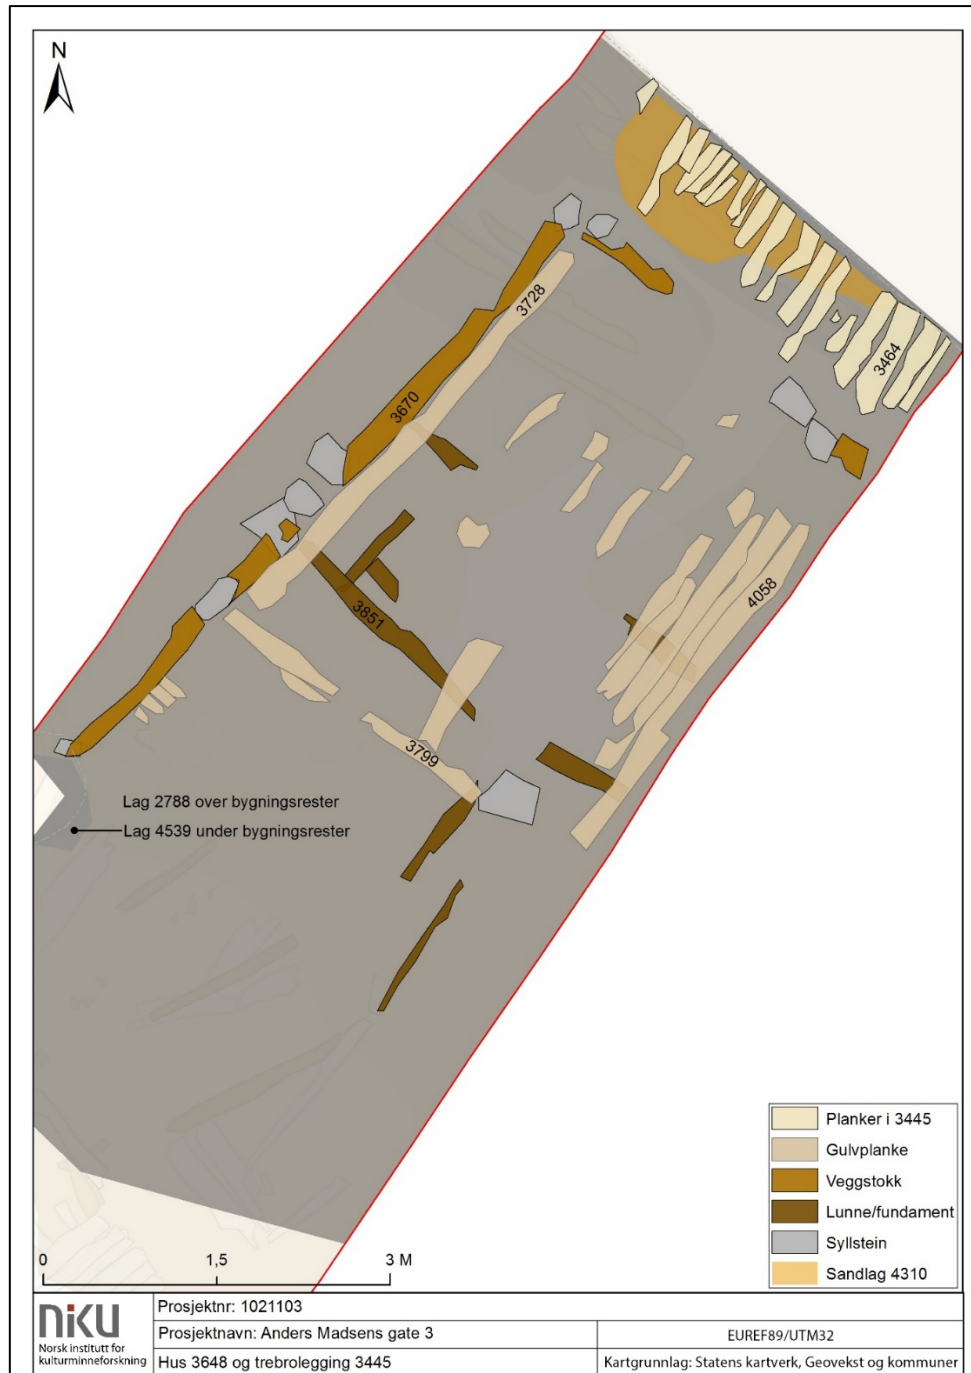 N
3728
3464
3670
4058
3851
3799
Lag 2788 over bygningsrester
Lag 4539 under bygningsrester
Planker i 3445
Gulvplanke
Veggstokk
Lunne/fundament
Syllstein
Sandlag 4310
0 1,5 3 M
niku
Norsk institutt for
kulturminneforskning
Prosjektnr: 1021103
Prosjektnavn: Anders Madsens gate 3
EUREF89/UTM32
Hus 3648 og trebrolegging 3445
Kartgrunnlag: Statens kartverk, Geovekst og kommuner